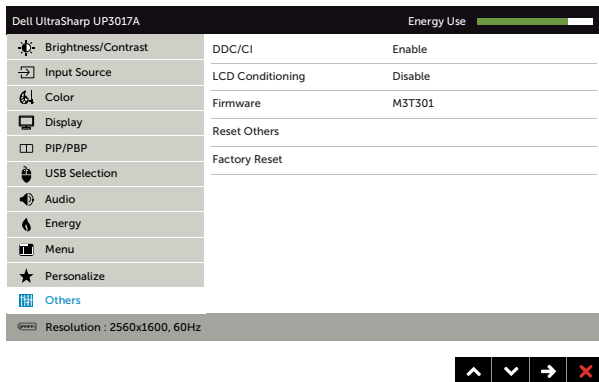 Dell UltraSharp UP3017A Energy Use
Brightness/Contrast
Input Source
Color
Display
PIP/PBP
USB Selection
Audio
Energy
Menu
Personalize
Others
DDC/CI Enable
LCD Conditioning Disable
Firmware M3T301
Reset Others
Factory Reset
Resolution : 2560x1600, 60Hz